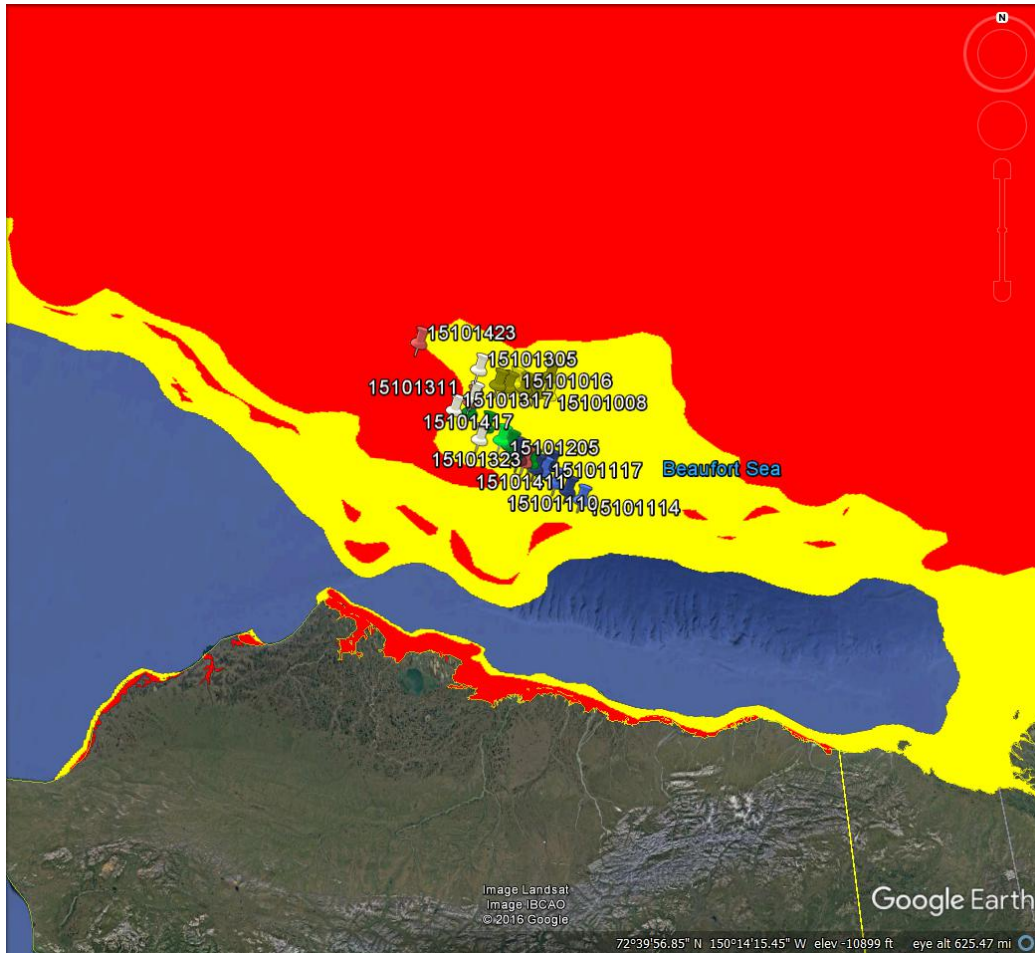 N
15101423
15101305
15101311
15101016
15101317
15101008
15101417
15101205
15101323
Beaufort Sea
15101117
15101411
15101110
15101114
Image Landsat
Image IBCAO
© 2016 Google
Google Earth
72°39'56.85" N 150°14'15.45" W elev -10899 ft eye alt 625.47 mi